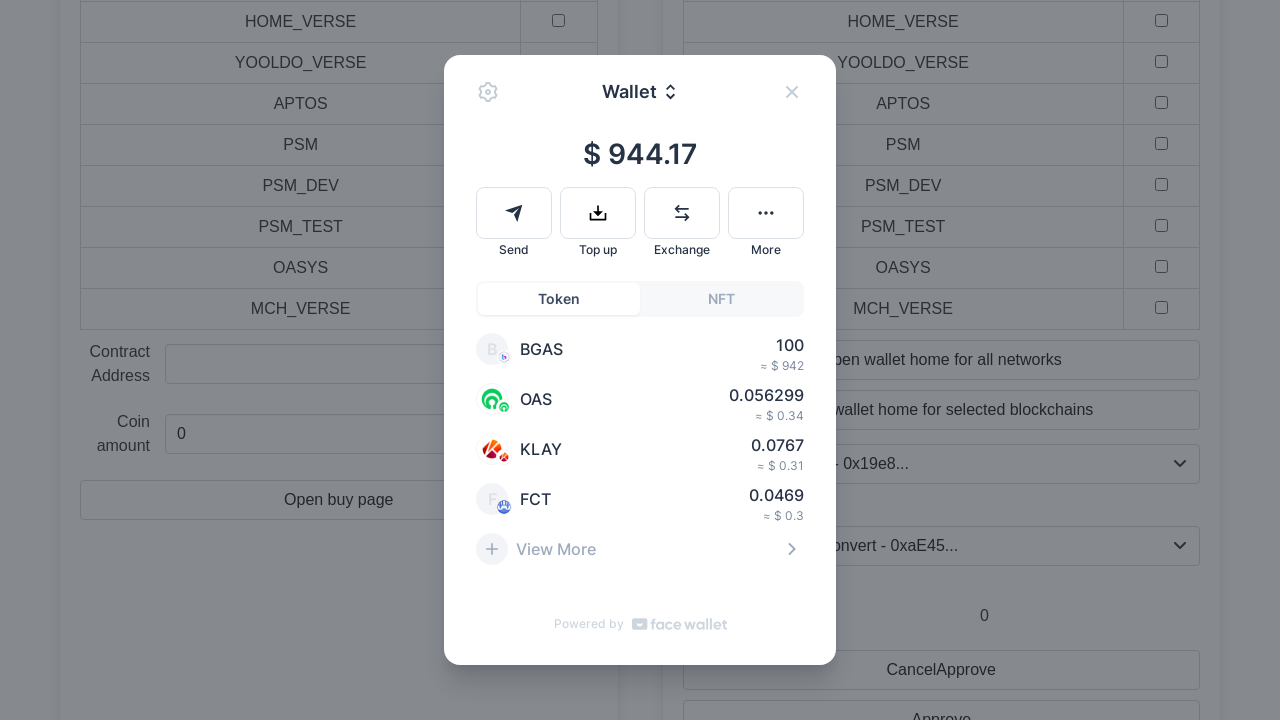 HOME_VERSE
YOOLDO_VERSE
APTOS
PSM
PSM_DEV
PSM_TEST
OASYS
MCH_VERSE
Contract
Address
Coin
amount
0
Open buy page
Wallet
$ 944.17
Send
Top up
Exchange
More
Token
NFT
B
BGAS
100
≈ $ 942
OAS
0.056299
≈ $ 0.34
KLAY
0.0767
≈ $ 0.31
F
FCT
0.0469
≈ $ 0.3
View More
Powered by face wallet
HOME_VERSE
YOOLDO_VERSE
APTOS
PSM
PSM_DEV
PSM_TEST
OASYS
MCH_VERSE
wallet home for all networks
wallet home for selected blockchains
- 0x19e8...
- 0xaE45...
0
CancelApprove
Approve